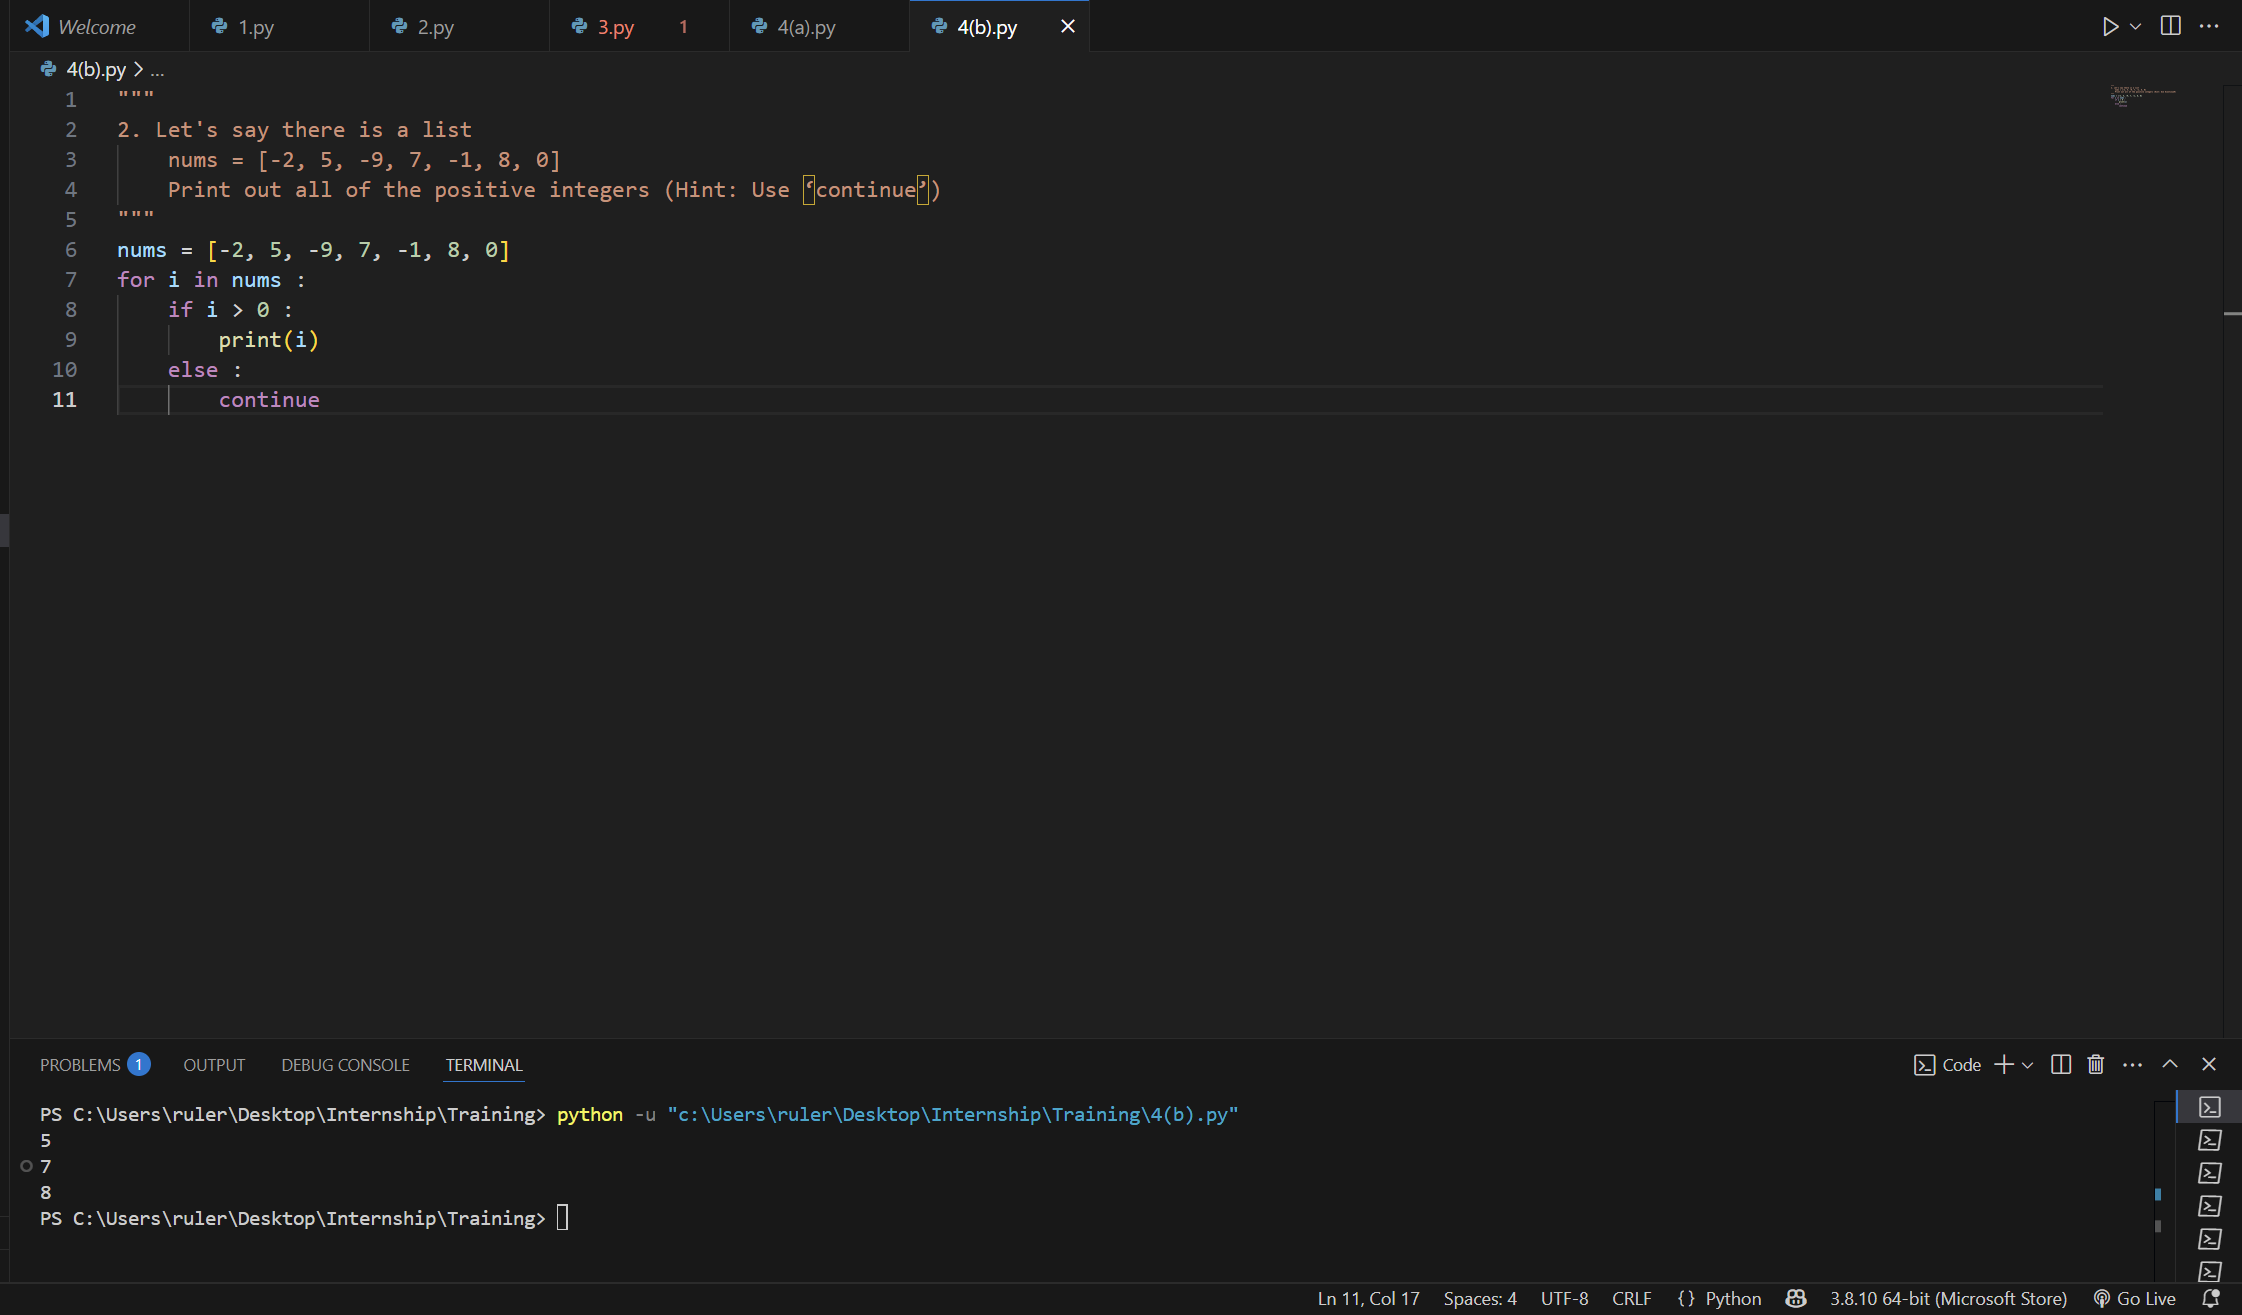 Welcome 1.py 2.py 3.py 1 4(a).py 4(b).py
4(b).py > ...
1 """
2 2. Let's say there is a list
3     nums = [-2, 5, -9, 7, -1, 8, 0]
4     Print out all of the positive integers (Hint: Use ‘continue’)
5 """
6 nums = [-2, 5, -9, 7, -1, 8, 0]
7 for i in nums :
8     if i > 0 :
9         print(i)
10     else :
11         continue
PROBLEMS 1 OUTPUT DEBUG CONSOLE TERMINAL Code
PS C:\Users\ruler\Desktop\Internship\Training> python -u "c:\Users\ruler\Desktop\Internship\Training\4(b).py"
5
7
8
PS C:\Users\ruler\Desktop\Internship\Training>
Ln 11, Col 17 Spaces: 4 UTF-8 CRLF {} Python 3.8.10 64-bit (Microsoft Store) Go Live